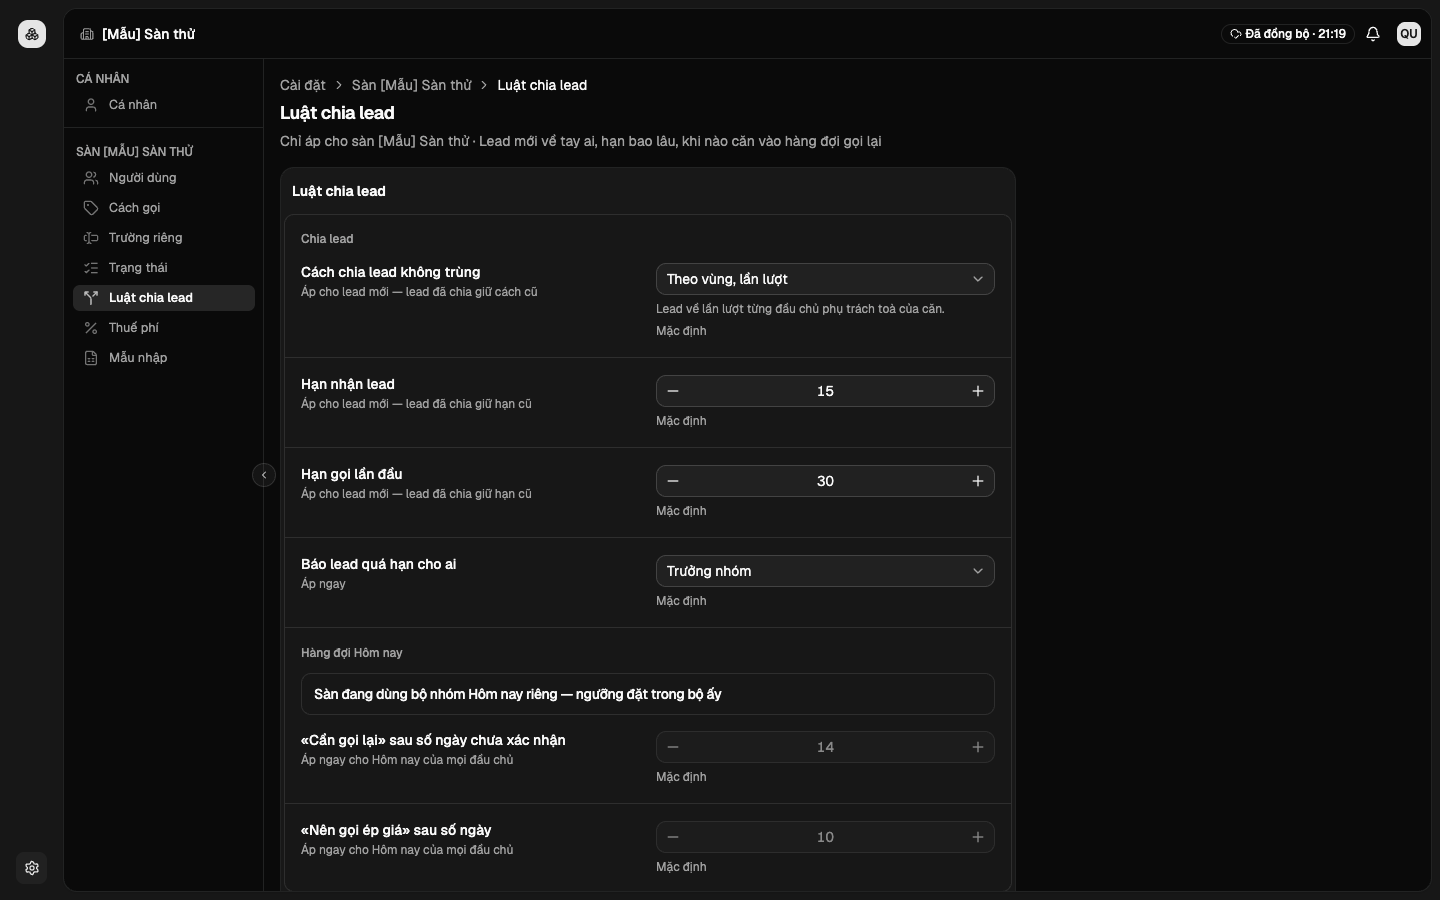 [Mẫu] Sàn thử
Đã đồng bộ · 21:19
QU
CÁ NHÂN
Cá nhân
SÀN [MẪU] SÀN THỬ
Người dùng
Cách gọi
Trường riêng
Trạng thái
Luật chia lead
Thuế phí
Mẫu nhập
Cài đặt > Sàn [Mẫu] Sàn thử > Luật chia lead
Luật chia lead
Chỉ áp cho sàn [Mẫu] Sàn thử · Lead mới về tay ai, hạn bao lâu, khi nào căn vào hàng đợi gọi lại
Luật chia lead
Chia lead
Cách chia lead không trùng
Áp cho lead mới — lead đã chia giữ cách cũ
Theo vùng, lần lượt
Lead về lần lượt từng đầu chủ phụ trách toà của căn.
Mặc định
Hạn nhận lead
Áp cho lead mới — lead đã chia giữ hạn cũ
15
Mặc định
Hạn gọi lần đầu
Áp cho lead mới — lead đã chia giữ hạn cũ
30
Mặc định
Báo lead quá hạn cho ai
Áp ngay
Trưởng nhóm
Mặc định
Hàng đợi Hôm nay
Sàn đang dùng bộ nhóm Hôm nay riêng — ngưỡng đặt trong bộ ấy
«Cần gọi lại» sau số ngày chưa xác nhận
Áp ngay cho Hôm nay của mọi đầu chủ
14
Mặc định
«Nên gọi ép giá» sau số ngày
Áp ngay cho Hôm nay của mọi đầu chủ
10
Mặc định